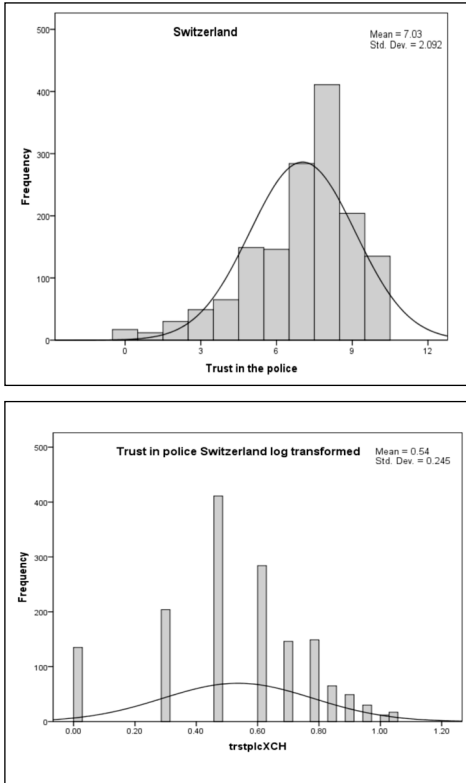 Switzerland
Mean = 7.03
Std. Dev. = 2.092
500
400
300
200
100
0
Frequency
0 3 6 9 12
Trust in the police
Trust in police Switzerland log transformed
Mean = 0.54
Std. Dev. = 0.245
500
400
300
200
100
0
Frequency
0.00 0.20 0.40 0.60 0.80 1.00 1.20
trstplcXCH